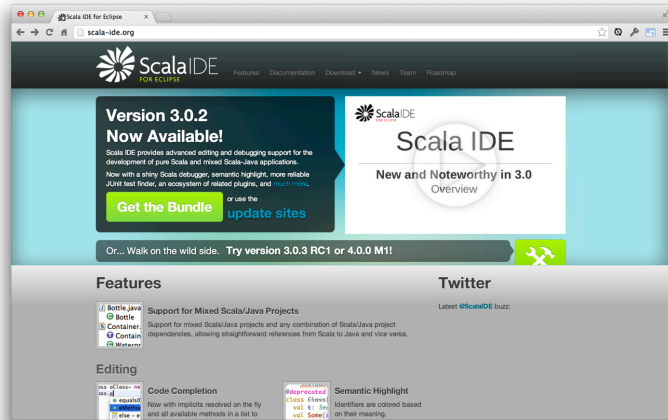 Scala IDE for Eclipse
scala-ide.org
ScalaIDE
FOR ECLIPSE
Features Documentation Download News Team Roadmap
Version 3.0.2
Now Available!
Scala IDE provides advanced editing and debugging support for the
development of pure Scala and mixed Scala-Java applications.
Now with a shiny Scala debugger, semantic highlight, more reliable
JUnit test finder, an ecosystem of related plugins, and much more.
Get the Bundle
or use the
update sites
ScalaIDE
FOR ECLIPSE
Scala IDE
New and Noteworthy in 3.0
Overview
Or... Walk on the wild side. Try version 3.0.3 RC1 or 4.0.0 M1!
Features
Bottle.java
Bottle
Container.
Contain
Support for Mixed Scala/Java Projects
Support for mixed Scala/Java projects and any combination of Scala/Java project
dependencies, allowing straightforward references from Scala to Java and vice versa.
Twitter
Latest @ScalaIDE buzz:
Editing
Code Completion
Now with implicits resolved on the fly
and all available methods in a list to
@deprecated
class
val t:
val Some(
Semantic Highlight
Identifiers are colored based
on their meaning.